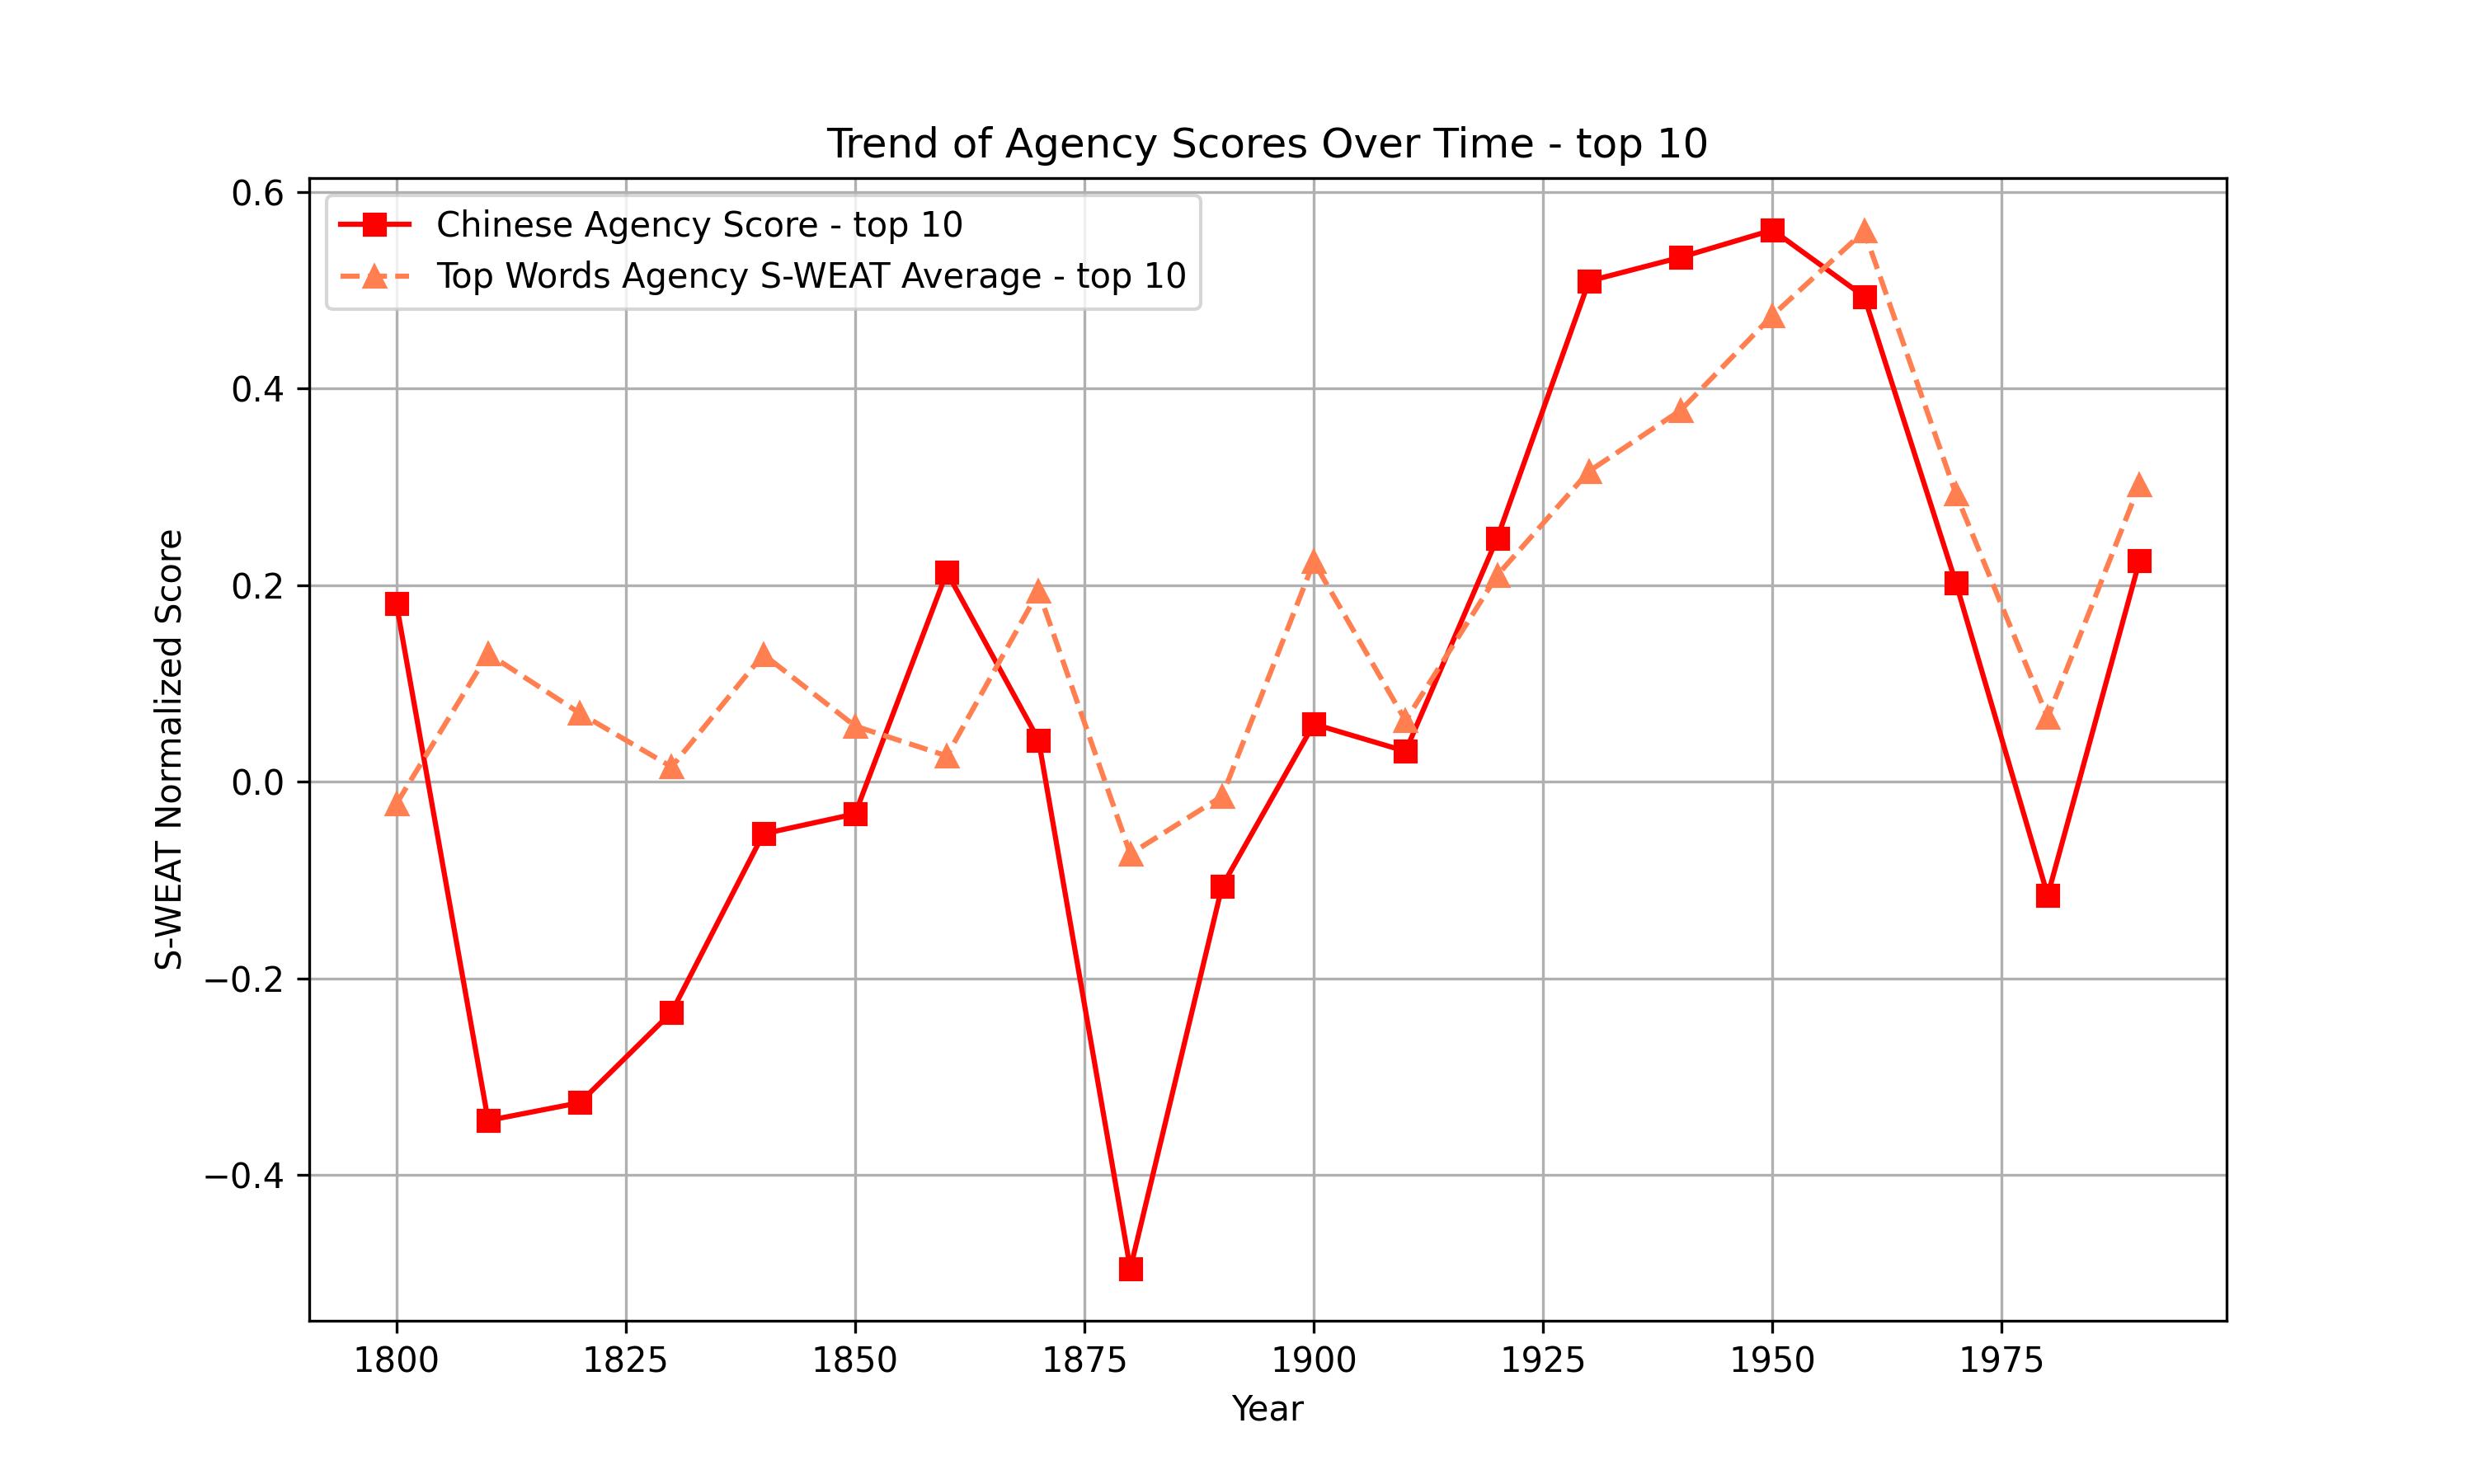 Trend of Agency Scores Over Time - top 10
Chinese Agency Score - top 10
Top Words Agency S-WEAT Average - top 10
S-WEAT Normalized Score
0.6
0.4
0.2
0.0
−0.2
−0.4
1800 1825 1850 1875 1900 1925 1950 1975
Year